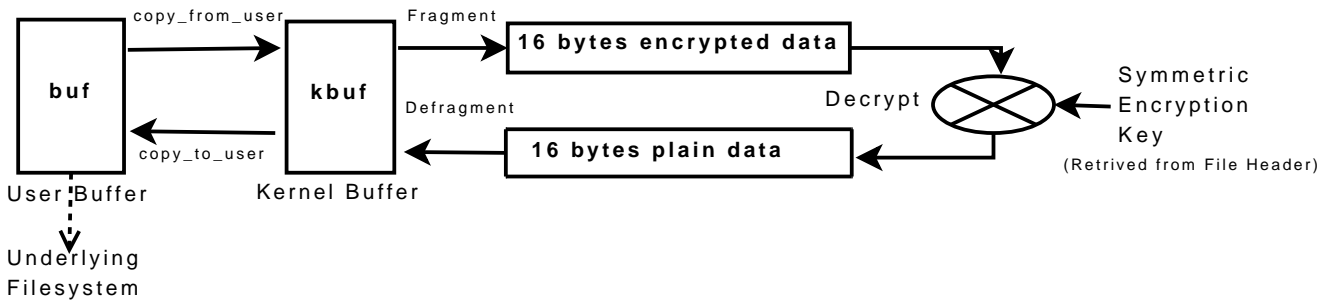 copy_from_user
Fragment
16 bytes encrypted data
buf
kbuf
Decrypt
Symmetric
Encryption
Key
(Retrived from File Header)
Defragment
copy_to_user
16 bytes plain data
User Buffer
Kernel Buffer
Underlying
Filesystem